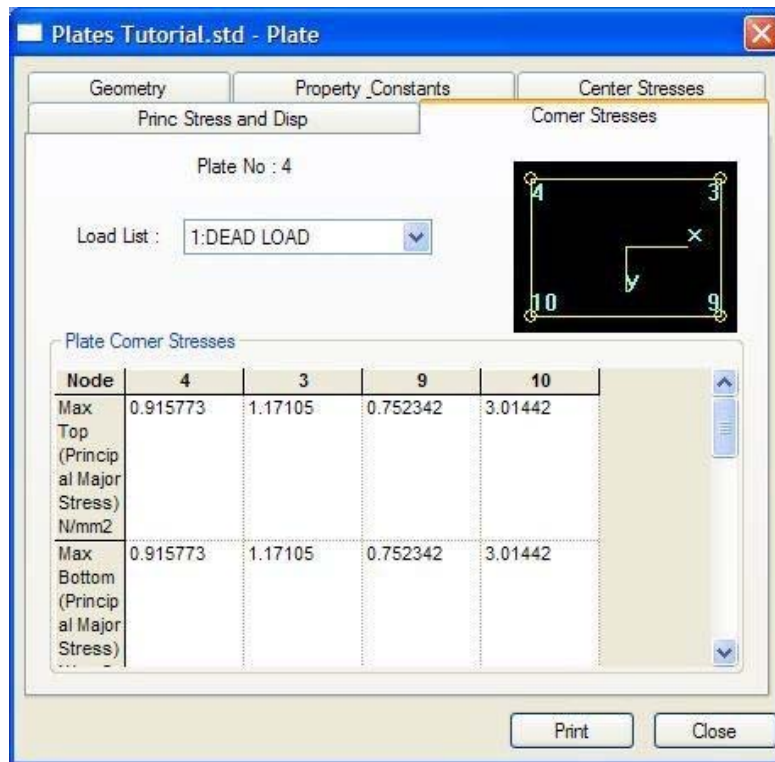 Plates Tutorial.std - Plate
Geometry
Property_Constants
Center Stresses
Princ Stress and Disp
Corner Stresses
Plate No : 4
Load List :
1:DEAD LOAD
4
3
x
y
10
9
Plate Corner Stresses
Node 4 3 9 10
Max 0.915773 1.17105 0.752342 3.01442
Top
(Princip
al Major
Stress)
N/mm2
Max 0.915773 1.17105 0.752342 3.01442
Bottom
(Princip
al Major
Stress)
Print
Close